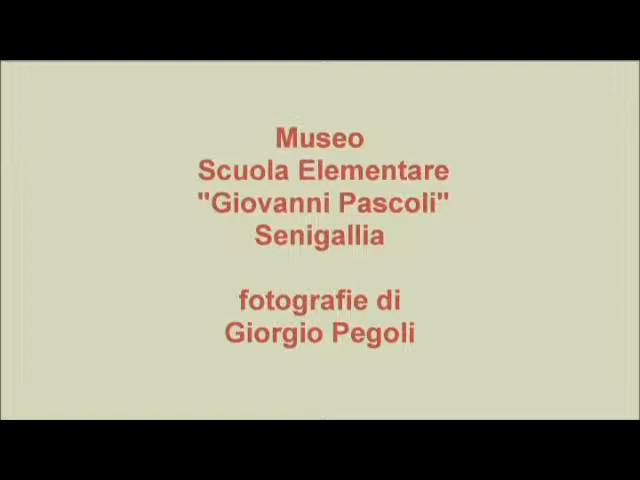 Museo
Scuola Elementare
"Giovanni Pascoli"
Senigallia
fotografie di
Giorgio Pegoli